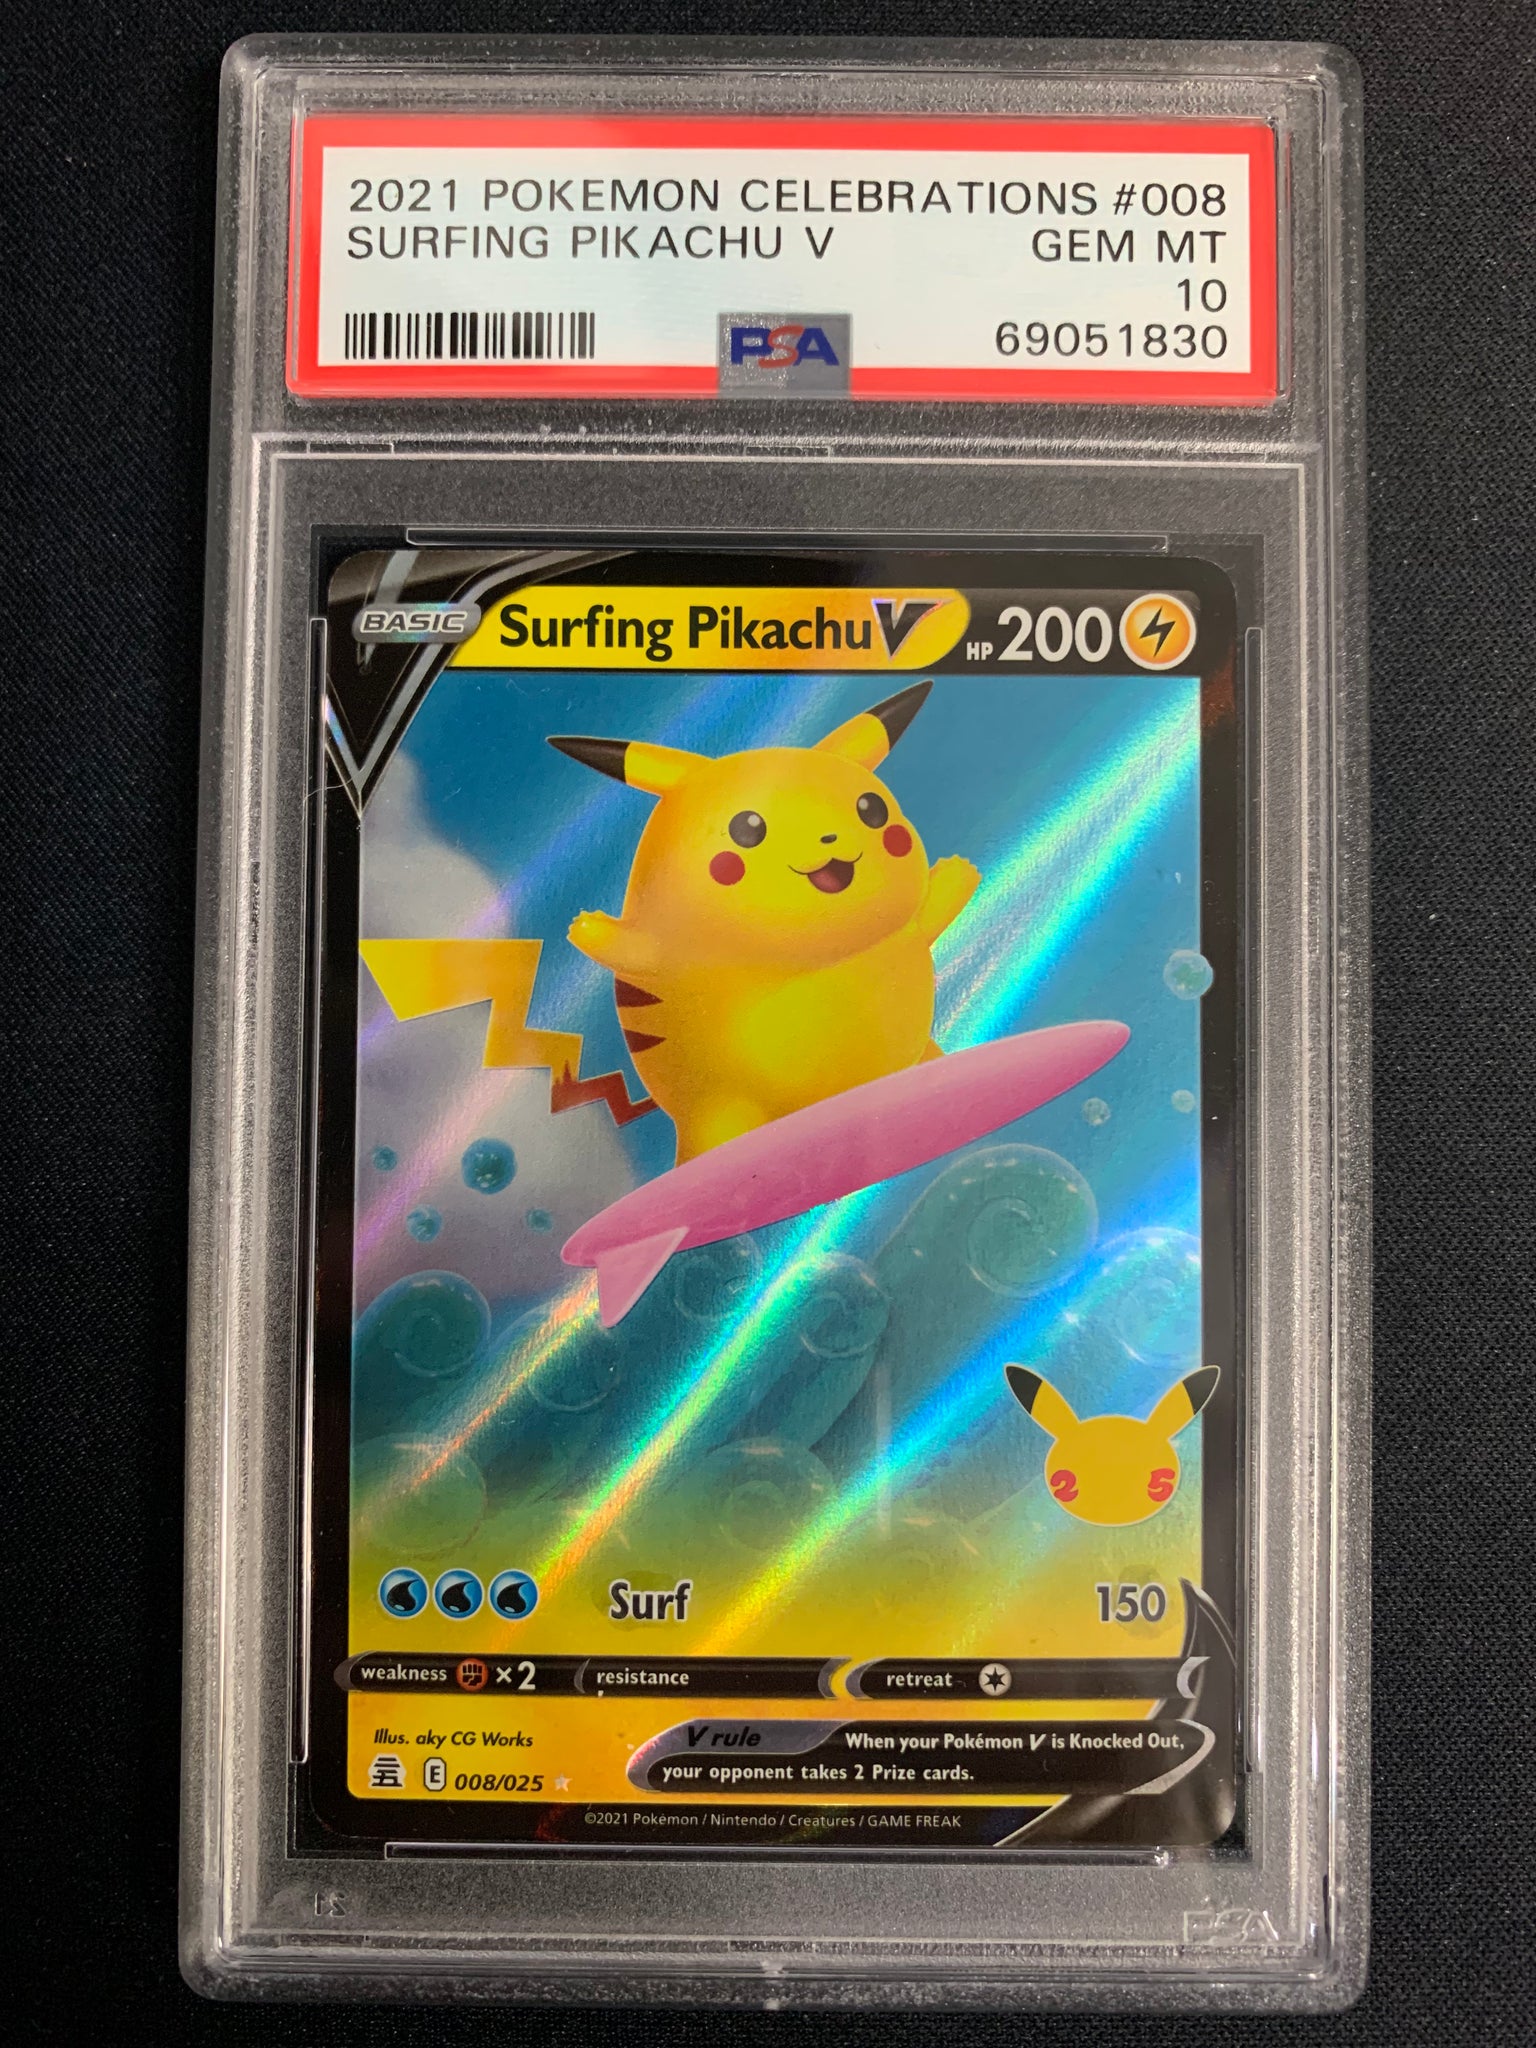 2021 POKEMON CELEBRATIONS #008
SURFING PIKACHU V GEM MT
10
PSA 69051830
BASIC Surfing Pikachu V HP 200
25
Surf 150
weakness ×2 resistance retreat
Illus. aky CG Works
V rule When your Pokémon V is Knocked Out,
your opponent takes 2 Prize cards.
E 008/025
©2021 Pokémon / Nintendo / Creatures / GAME FREAK
PSA